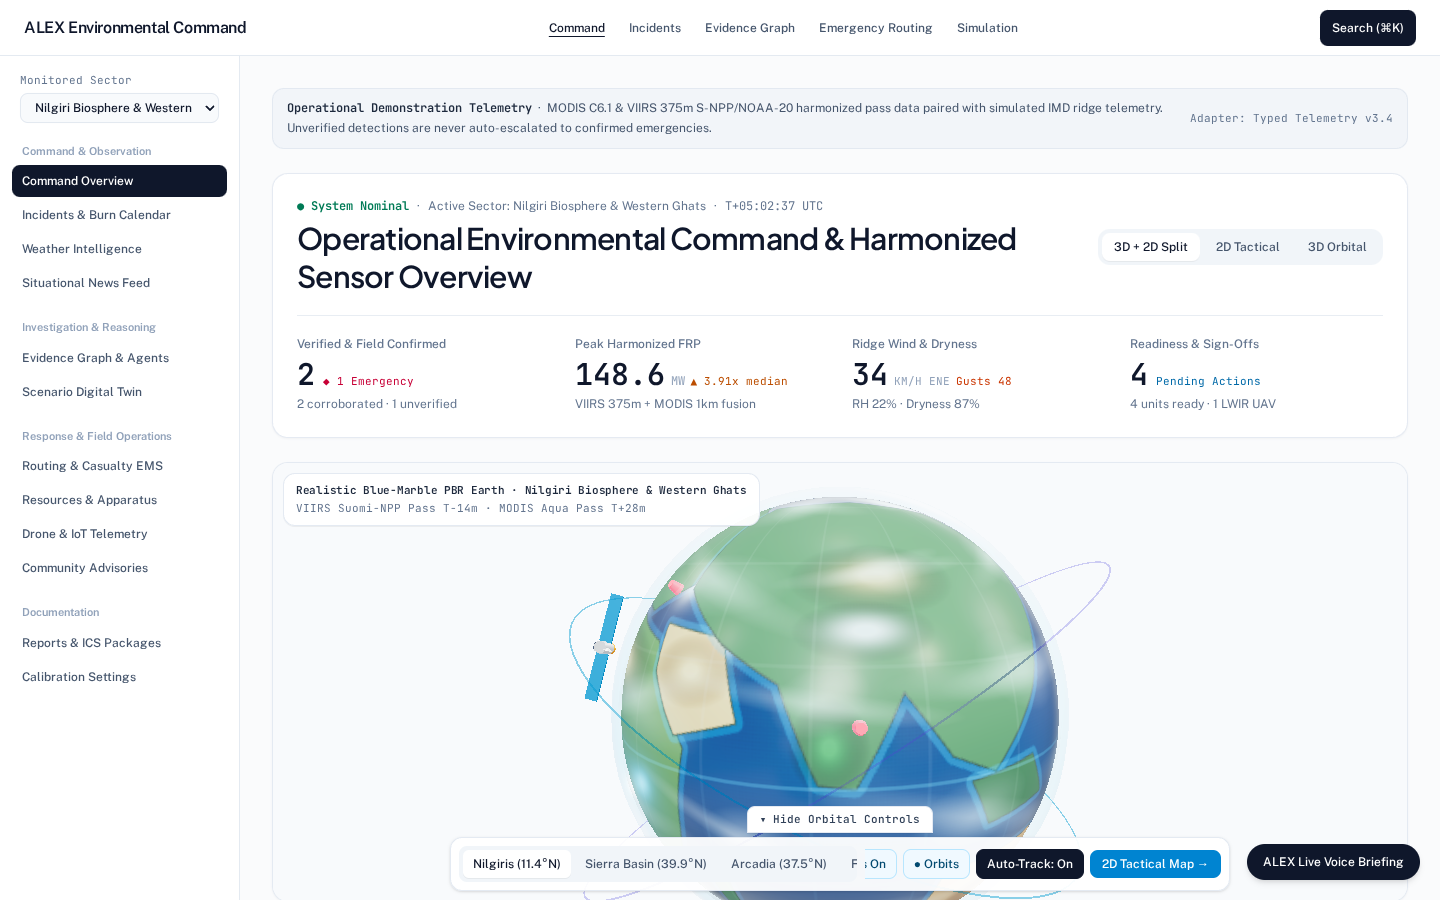 ALEX Environmental Command
Command
Incidents
Evidence Graph
Emergency Routing
Simulation
Search (⌘K)
Monitored Sector
Nilgiri Biosphere & Western
Command & Observation
Command Overview
Incidents & Burn Calendar
Weather Intelligence
Situational News Feed
Investigation & Reasoning
Evidence Graph & Agents
Scenario Digital Twin
Response & Field Operations
Routing & Casualty EMS
Resources & Apparatus
Drone & IoT Telemetry
Community Advisories
Documentation
Reports & ICS Packages
Calibration Settings
Operational Demonstration Telemetry · MODIS C6.1 & VIIRS 375m S-NPP/NOAA-20 harmonized pass data paired with simulated IMD ridge telemetry.
Unverified detections are never auto-escalated to confirmed emergencies.
Adapter: Typed Telemetry v3.4
● System Nominal · Active Sector: Nilgiri Biosphere & Western Ghats · T+05:02:37 UTC
Operational Environmental Command & Harmonized
Sensor Overview
3D + 2D Split
2D Tactical
3D Orbital
Verified & Field Confirmed
2 ◆ 1 Emergency
2 corroborated · 1 unverified
Peak Harmonized FRP
148.6 MW ▲ 3.91x median
VIIRS 375m + MODIS 1km fusion
Ridge Wind & Dryness
34 KM/H ENE Gusts 48
RH 22% · Dryness 87%
Readiness & Sign-Offs
4 Pending Actions
4 units ready · 1 LWIR UAV
Realistic Blue-Marble PBR Earth · Nilgiri Biosphere & Western Ghats
VIIRS Suomi-NPP Pass T-14m · MODIS Aqua Pass T+28m
▾ Hide Orbital Controls
Nilgiris (11.4°N)
Sierra Basin (39.9°N)
Arcadia (37.5°N)
On
● Orbits
Auto-Track: On
2D Tactical Map →
ALEX Live Voice Briefing